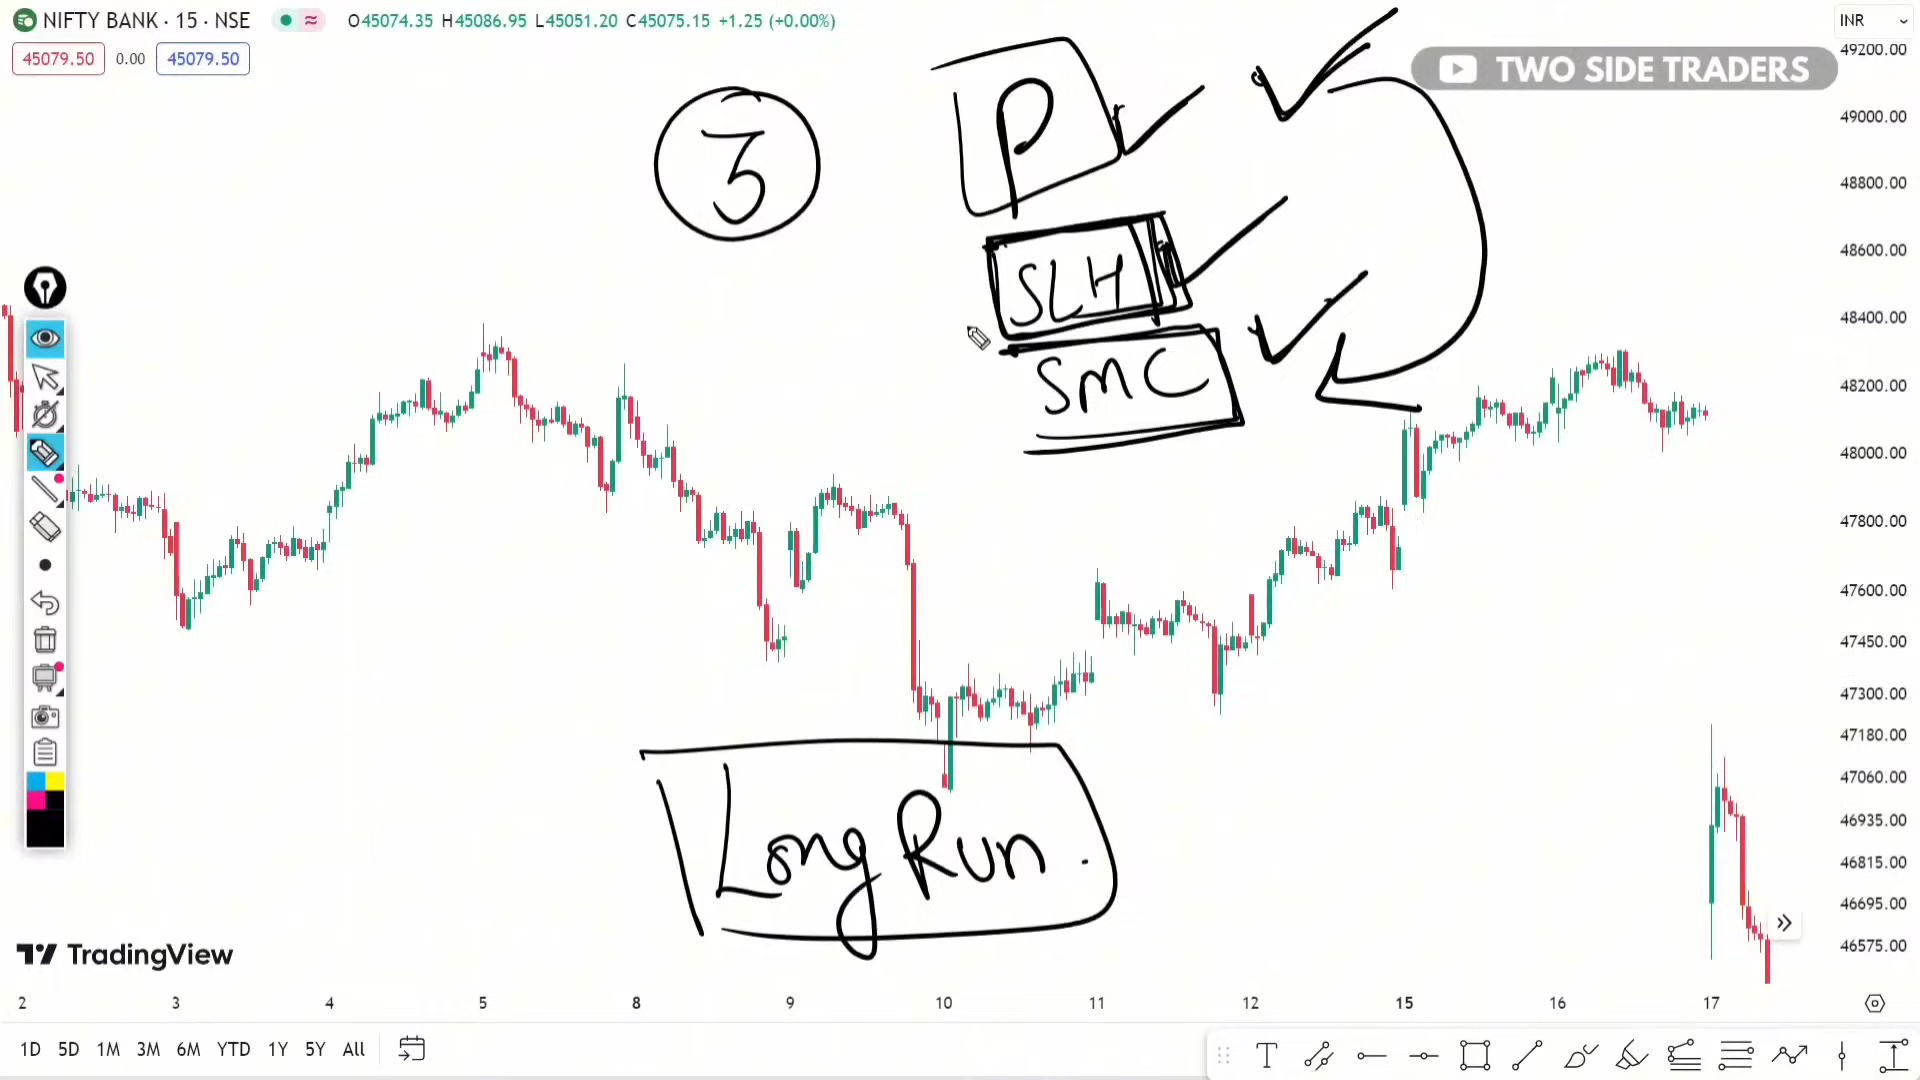 NIFTY BANK · 15 · NSE
O45074.35 H45086.95 L45051.20 C45075.15 +1.25 (+0.00%)
INR
45079.50 0.00 45079.50
TWO SIDE TRADERS
3
P
SLH
SMC
Long Run.
49200.00
49000.00
48800.00
48600.00
48400.00
48200.00
48000.00
47800.00
47600.00
47450.00
47300.00
47180.00
47060.00
46935.00
46815.00
46695.00
46575.00
TradingView
2 3 4 5 8 9 10 11 12 15 16 17
1D 5D 1M 3M 6M YTD 1Y 5Y All